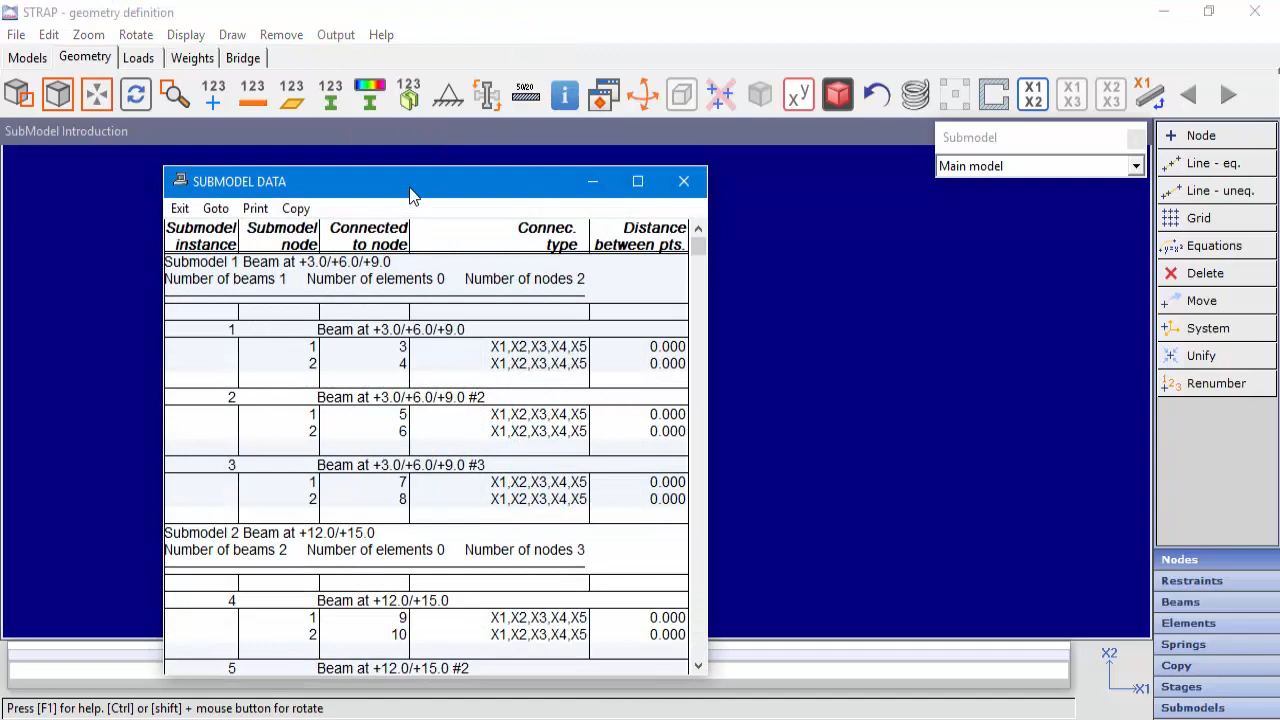 STRAP - geometry definition
File Edit Zoom Rotate Display Draw Remove Output Help
Models Geometry Loads Weights Bridge
123 123 123 123 123 5V20 i xy X1 X2 X1 X3 X2 X3 X1
SubModel Introduction
Submodel
Main model
Node
Line - eq.
Line - uneq.
Grid
y=x² Equations
Delete
Move
System
Unify
123 Renumber
Nodes
Restraints
Beams
Elements
Springs
Copy
Stages
Submodels
SUBMODEL DATA
Exit Goto Print Copy
Submodel Submodel Connected Connec. Distance
instance node to node type between pts.
Submodel 1 Beam at +3.0/+6.0/+9.0
Number of beams 1 Number of elements 0 Number of nodes 2
1 Beam at +3.0/+6.0/+9.0
1 3 X1,X2,X3,X4,X5 0.000
2 4 X1,X2,X3,X4,X5 0.000
2 Beam at +3.0/+6.0/+9.0 #2
1 5 X1,X2,X3,X4,X5 0.000
2 6 X1,X2,X3,X4,X5 0.000
3 Beam at +3.0/+6.0/+9.0 #3
1 7 X1,X2,X3,X4,X5 0.000
2 8 X1,X2,X3,X4,X5 0.000
Submodel 2 Beam at +12.0/+15.0
Number of beams 2 Number of elements 0 Number of nodes 3
4 Beam at +12.0/+15.0
1 9 X1,X2,X3,X4,X5 0.000
2 10 X1,X2,X3,X4,X5 0.000
5 Beam at +12.0/+15.0 #2
X2
X1
Press [F1] for help. [Ctrl] or [shift] + mouse button for rotate